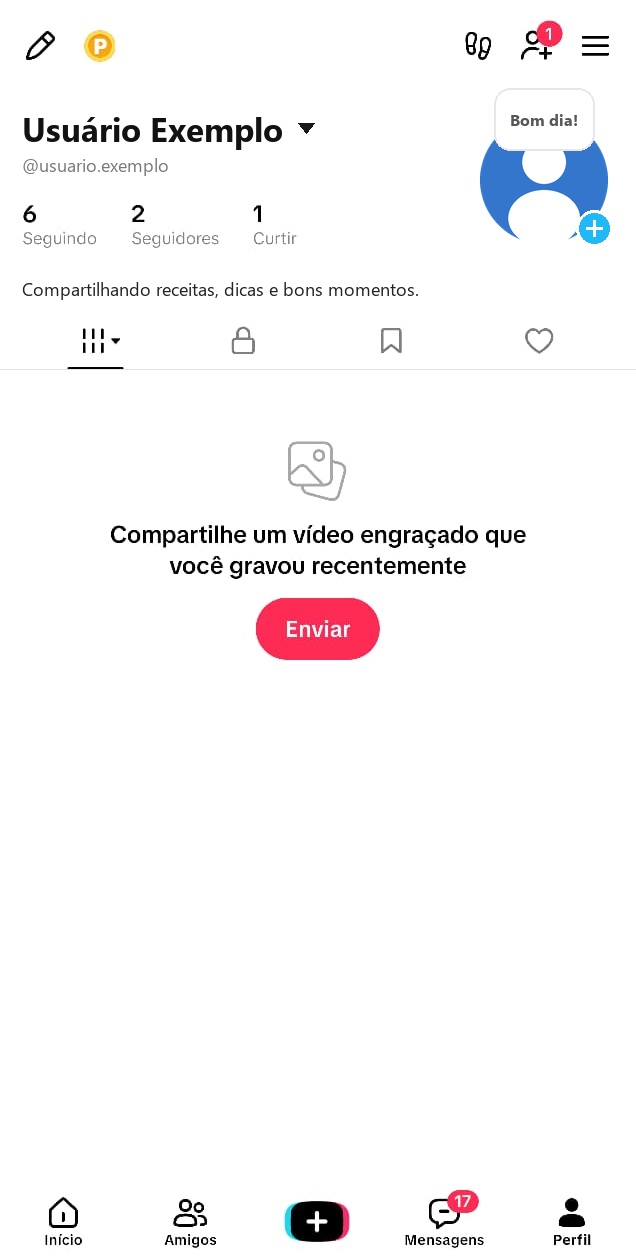 P
1
Bom dia!
Usuário Exemplo
@usuario.exemplo
6 2 1
Seguindo Seguidores Curtir
Compartilhando receitas, dicas e bons momentos.
Compartilhe um vídeo engraçado que
você gravou recentemente
Enviar
17
Início Amigos Mensagens Perfil